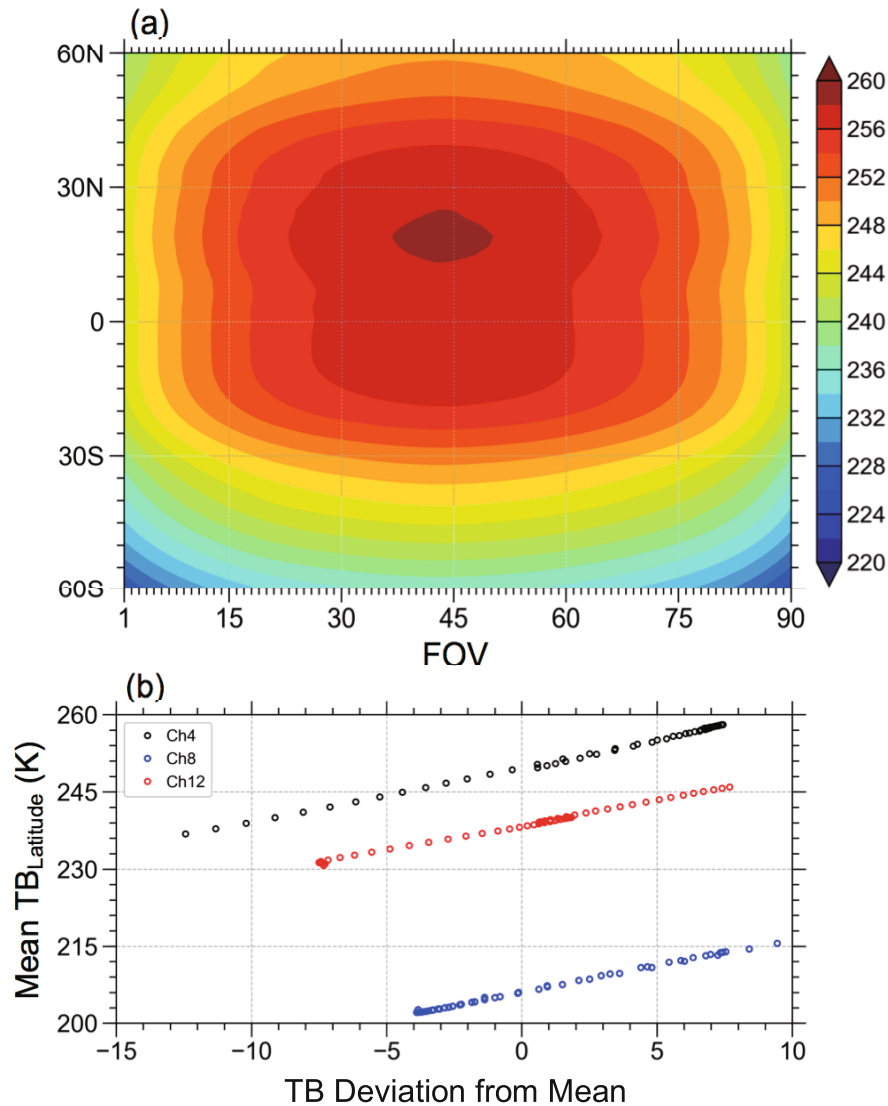 (a)
60N
30N
0
30S
60S
1 15 30 45 60 75 90
FOV
260
256
252
248
244
240
236
232
228
224
220
(b)
Mean TB_Latitude (K)
260
245
230
215
200
Ch4
Ch8
Ch12
−15 −10 −5 0 5 10
TB Deviation from Mean